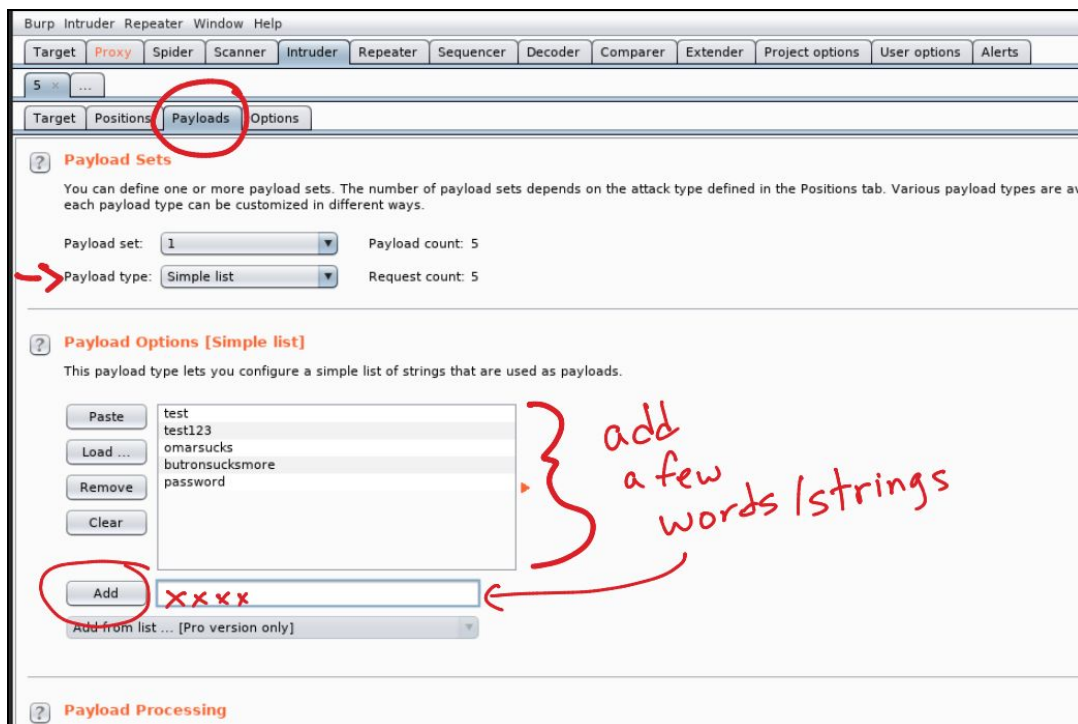 Burp Intruder Repeater Window Help
Target Proxy Spider Scanner Intruder Repeater Sequencer Decoder Comparer Extender Project options User options Alerts
5 × ...
Target Positions Payloads Options
? Payload Sets
You can define one or more payload sets. The number of payload sets depends on the attack type defined in the Positions tab. Various payload types are av
each payload type can be customized in different ways.
Payload set: 1 Payload count: 5
Payload type: Simple list Request count: 5
? Payload Options [Simple list]
This payload type lets you configure a simple list of strings that are used as payloads.
Paste
Load ...
Remove
Clear
test
test123
omarsucks
butronsucksmore
password
add
a few
words/strings
Add xxxx
Add from list ... [Pro version only]
? Payload Processing